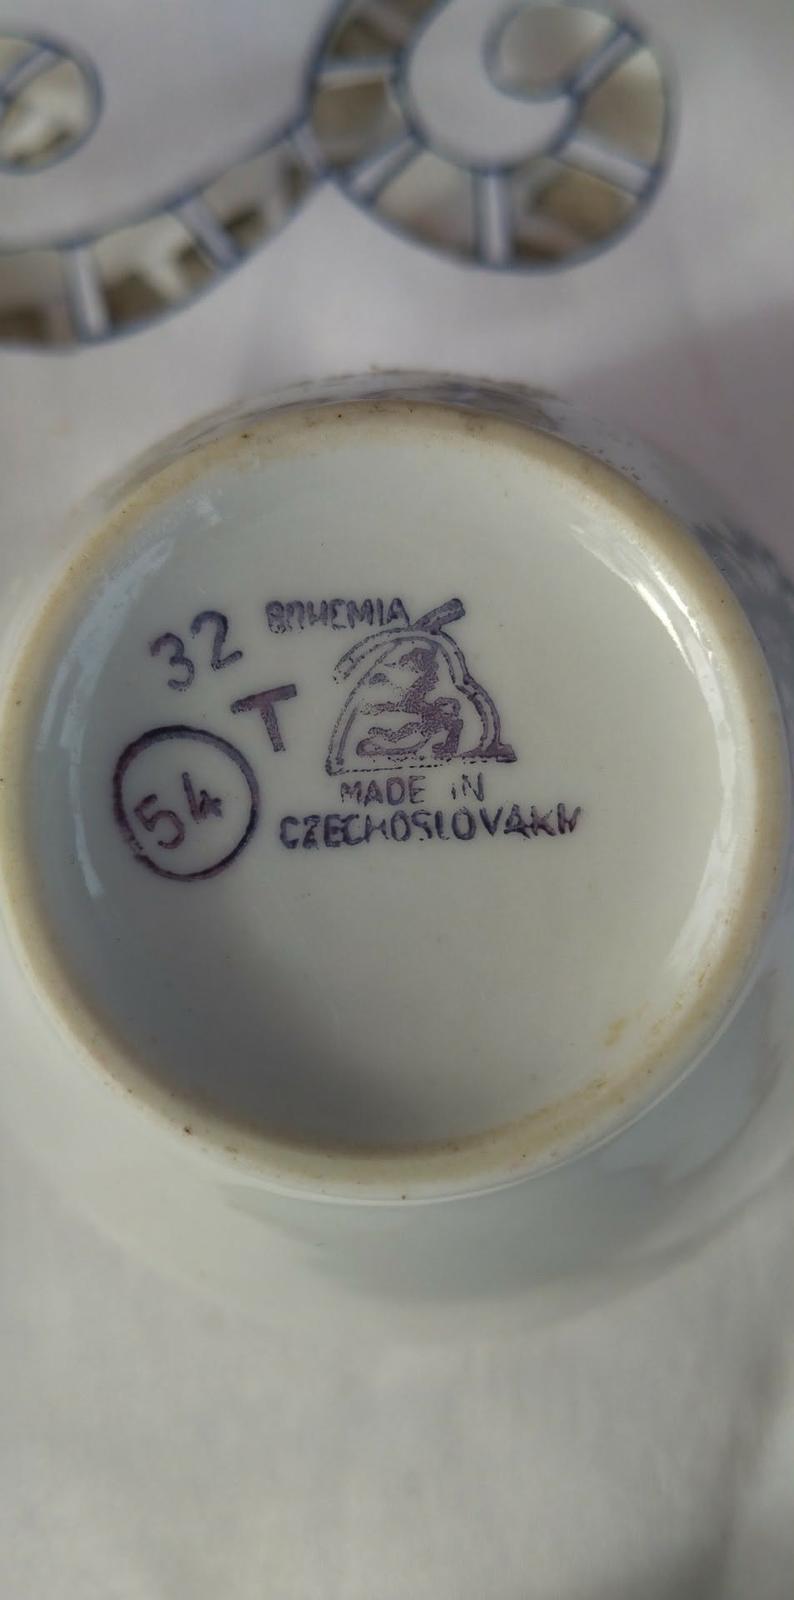 32
BOHEMIA
T
54
MADE IN
CZECHOSLOVAKIA